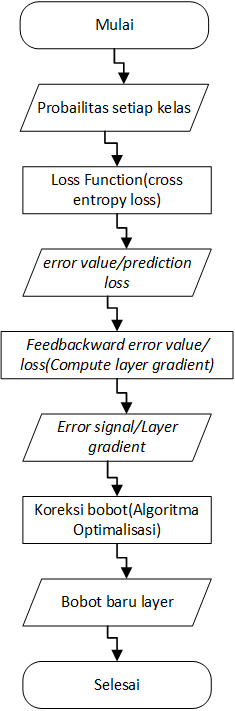 Mulai
Probailitas setiap kelas
Loss Function(cross
entropy loss)
error value/prediction
loss
Feedbackward error value/
loss(Compute layer gradient)
Error signal/Layer
gradient
Koreksi bobot(Algoritma
Optimalisasi)
Bobot baru layer
Selesai